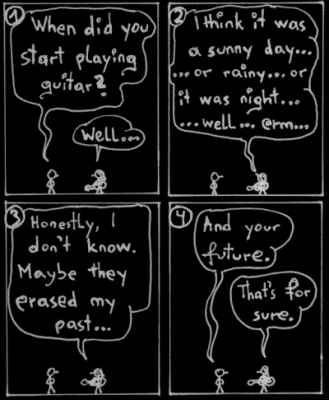 1
When did you
start playing
guitar?
Well...
2
I think it was
a sunny day...
... or rainy... or
it was night...
... well... erm...
3
Honestly, I
don't know.
Maybe they
erased my
past...
4
And your
future.
That's for
sure.